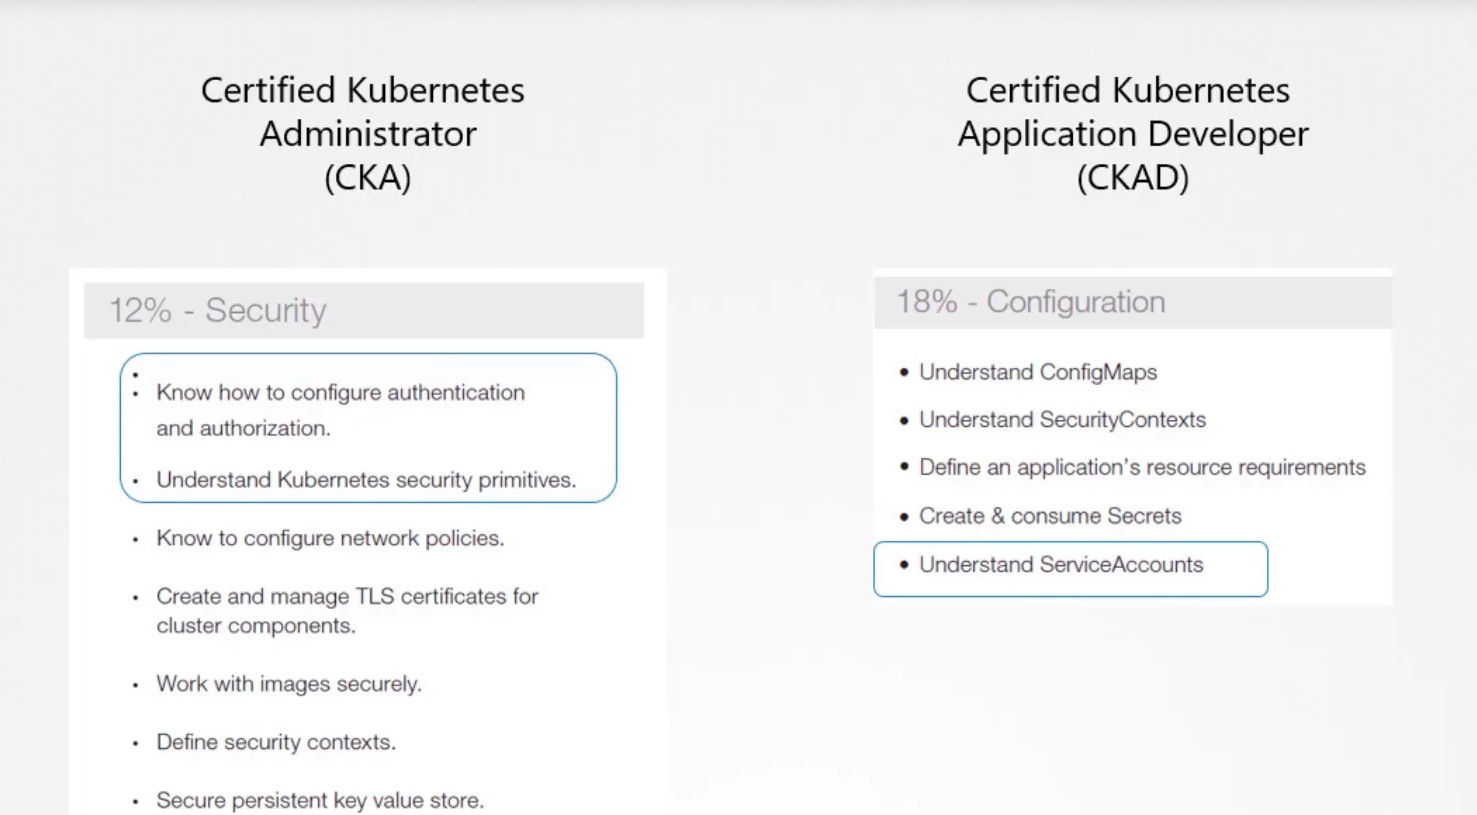 Certified Kubernetes
Administrator
(CKA)
12% - Security
•
• Know how to configure authentication
and authorization.
• Understand Kubernetes security primitives.
• Know to configure network policies.
• Create and manage TLS certificates for
cluster components.
• Work with images securely.
• Define security contexts.
• Secure persistent key value store.
Certified Kubernetes
Application Developer
(CKAD)
18% - Configuration
• Understand ConfigMaps
• Understand SecurityContexts
• Define an application's resource requirements
• Create & consume Secrets
• Understand ServiceAccounts